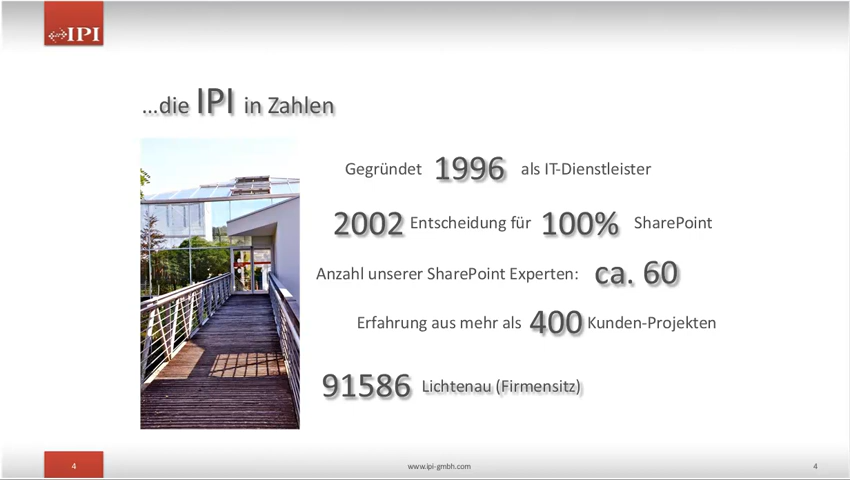 IPI
...die IPI in Zahlen
Gegründet 1996 als IT-Dienstleister
2002 Entscheidung für 100% SharePoint
Anzahl unserer SharePoint Experten: ca. 60
Erfahrung aus mehr als 400 Kunden-Projekten
91586 Lichtenau (Firmensitz)
4 www.ipi-gmbh.com 4